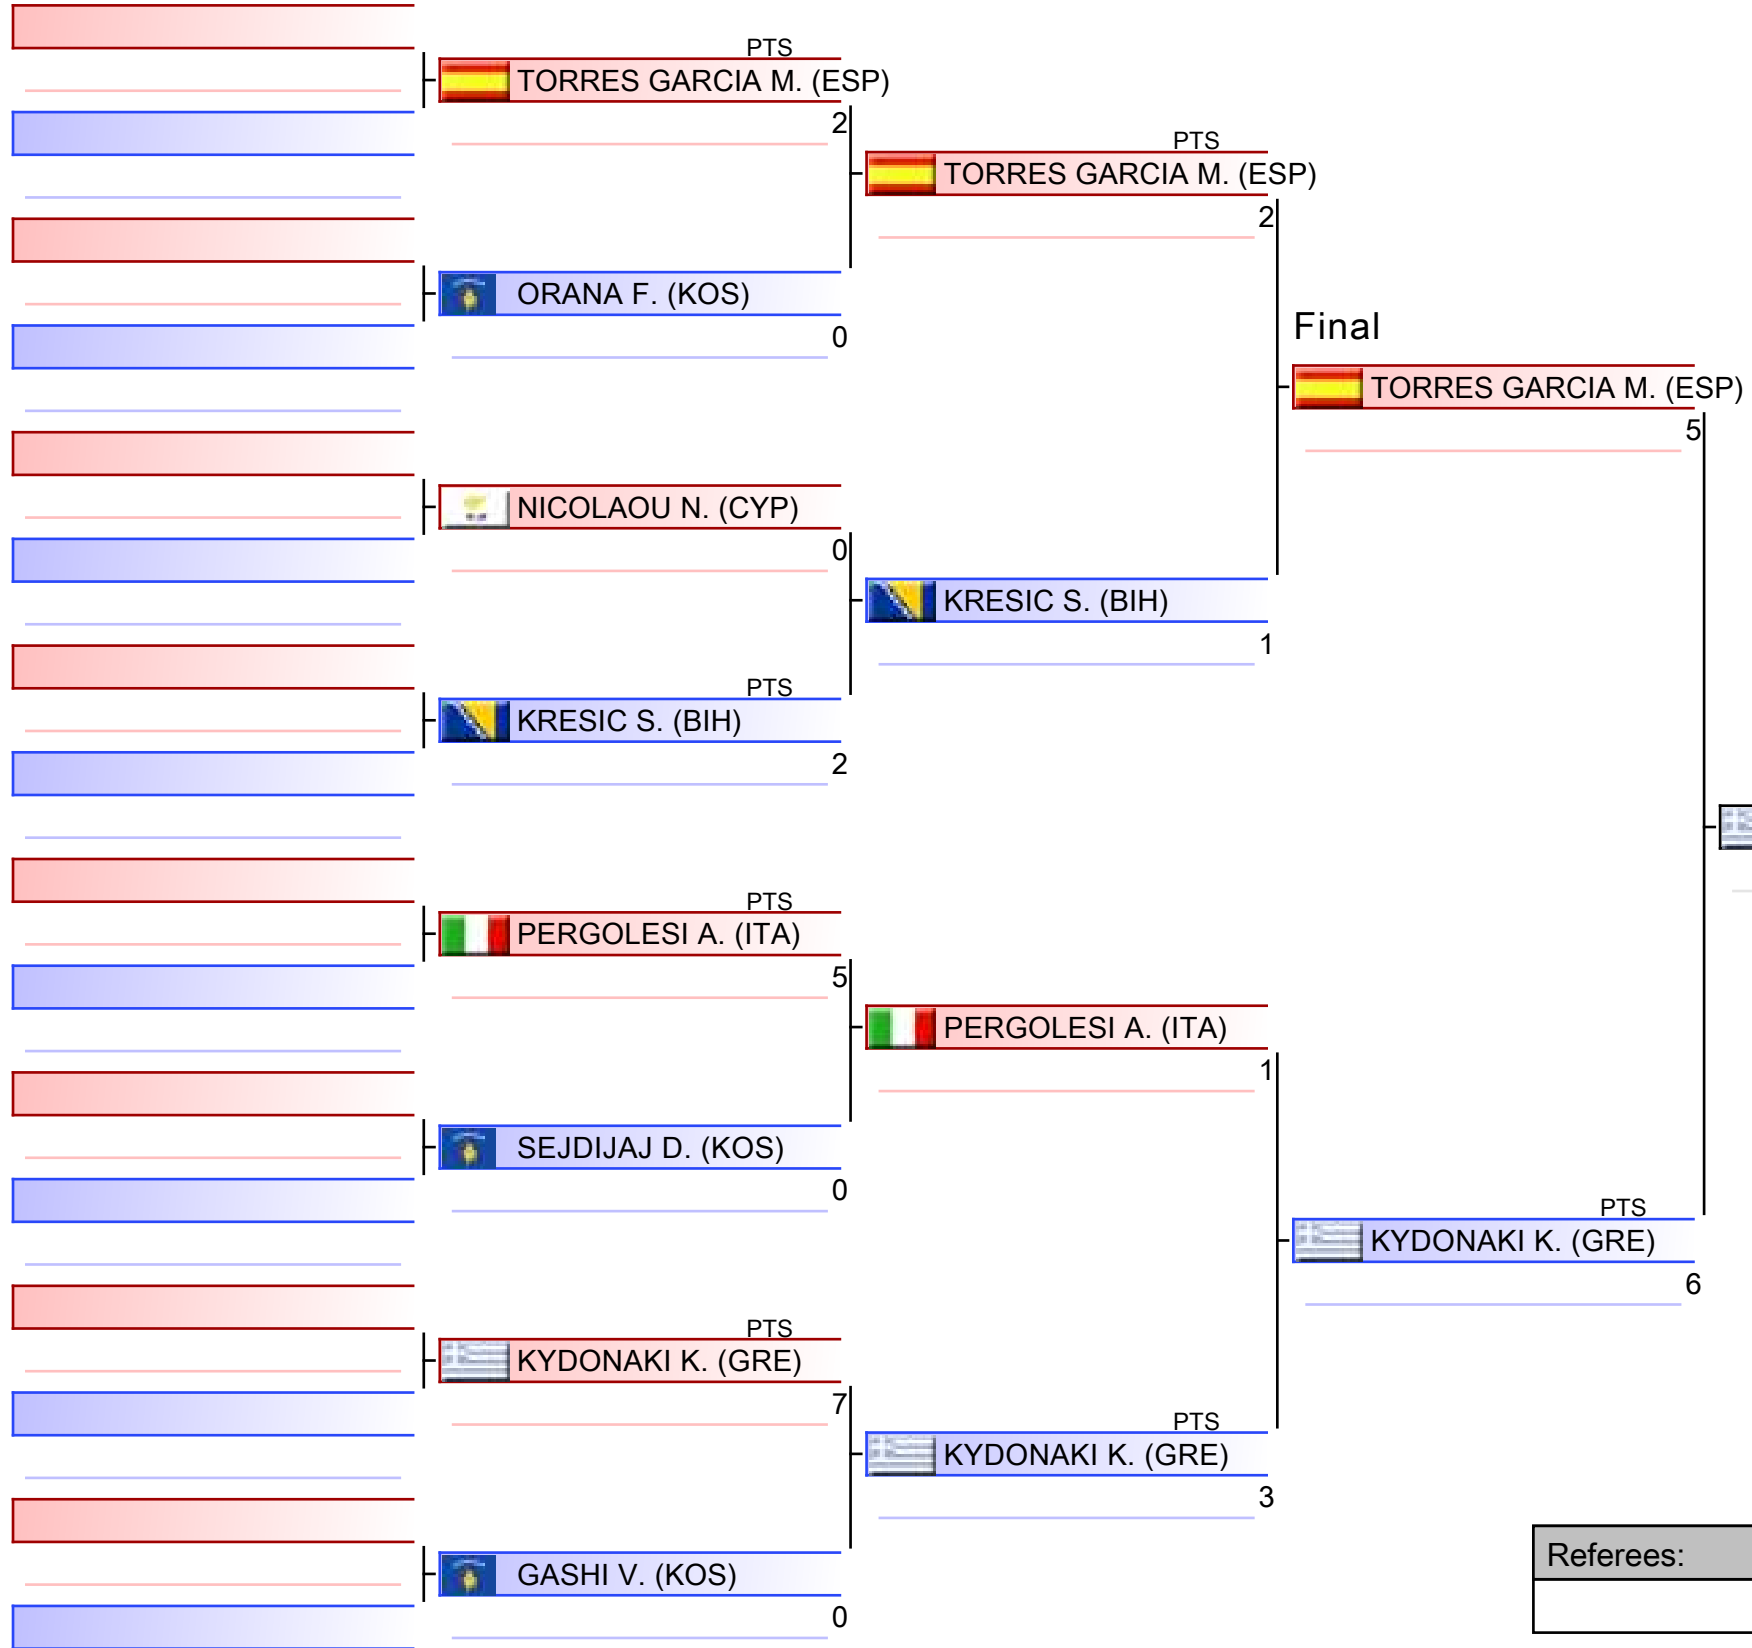 PTS
TORRES GARCIA M. (ESP)
2
PTS
TORRES GARCIA M. (ESP)
2
ORANA F. (KOS)
0
Final
TORRES GARCIA M. (ESP)
5
NICOLAOU N. (CYP)
0
KRESIC S. (BIH)
1
PTS
KRESIC S. (BIH)
2
PTS
PERGOLESI A. (ITA)
5
PERGOLESI A. (ITA)
1
SEJDIJAJ D. (KOS)
0
PTS
KYDONAKI K. (GRE)
6
PTS
KYDONAKI K. (GRE)
7
PTS
KYDONAKI K. (GRE)
3
GASHI V. (KOS)
0
Referees: